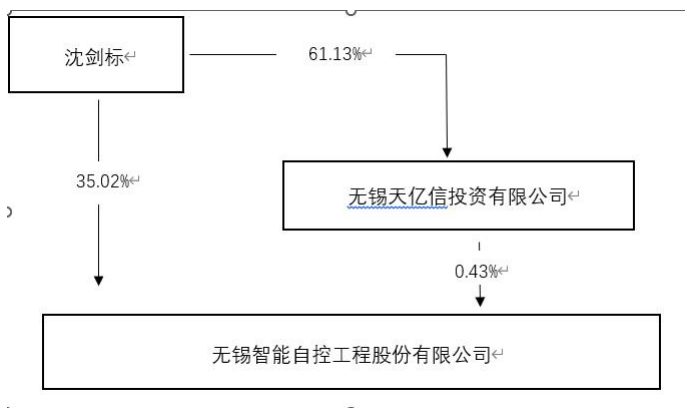 沈剑标
61.13%
35.02%
无锡天亿信投资有限公司
0.43%
无锡智能自控工程股份有限公司